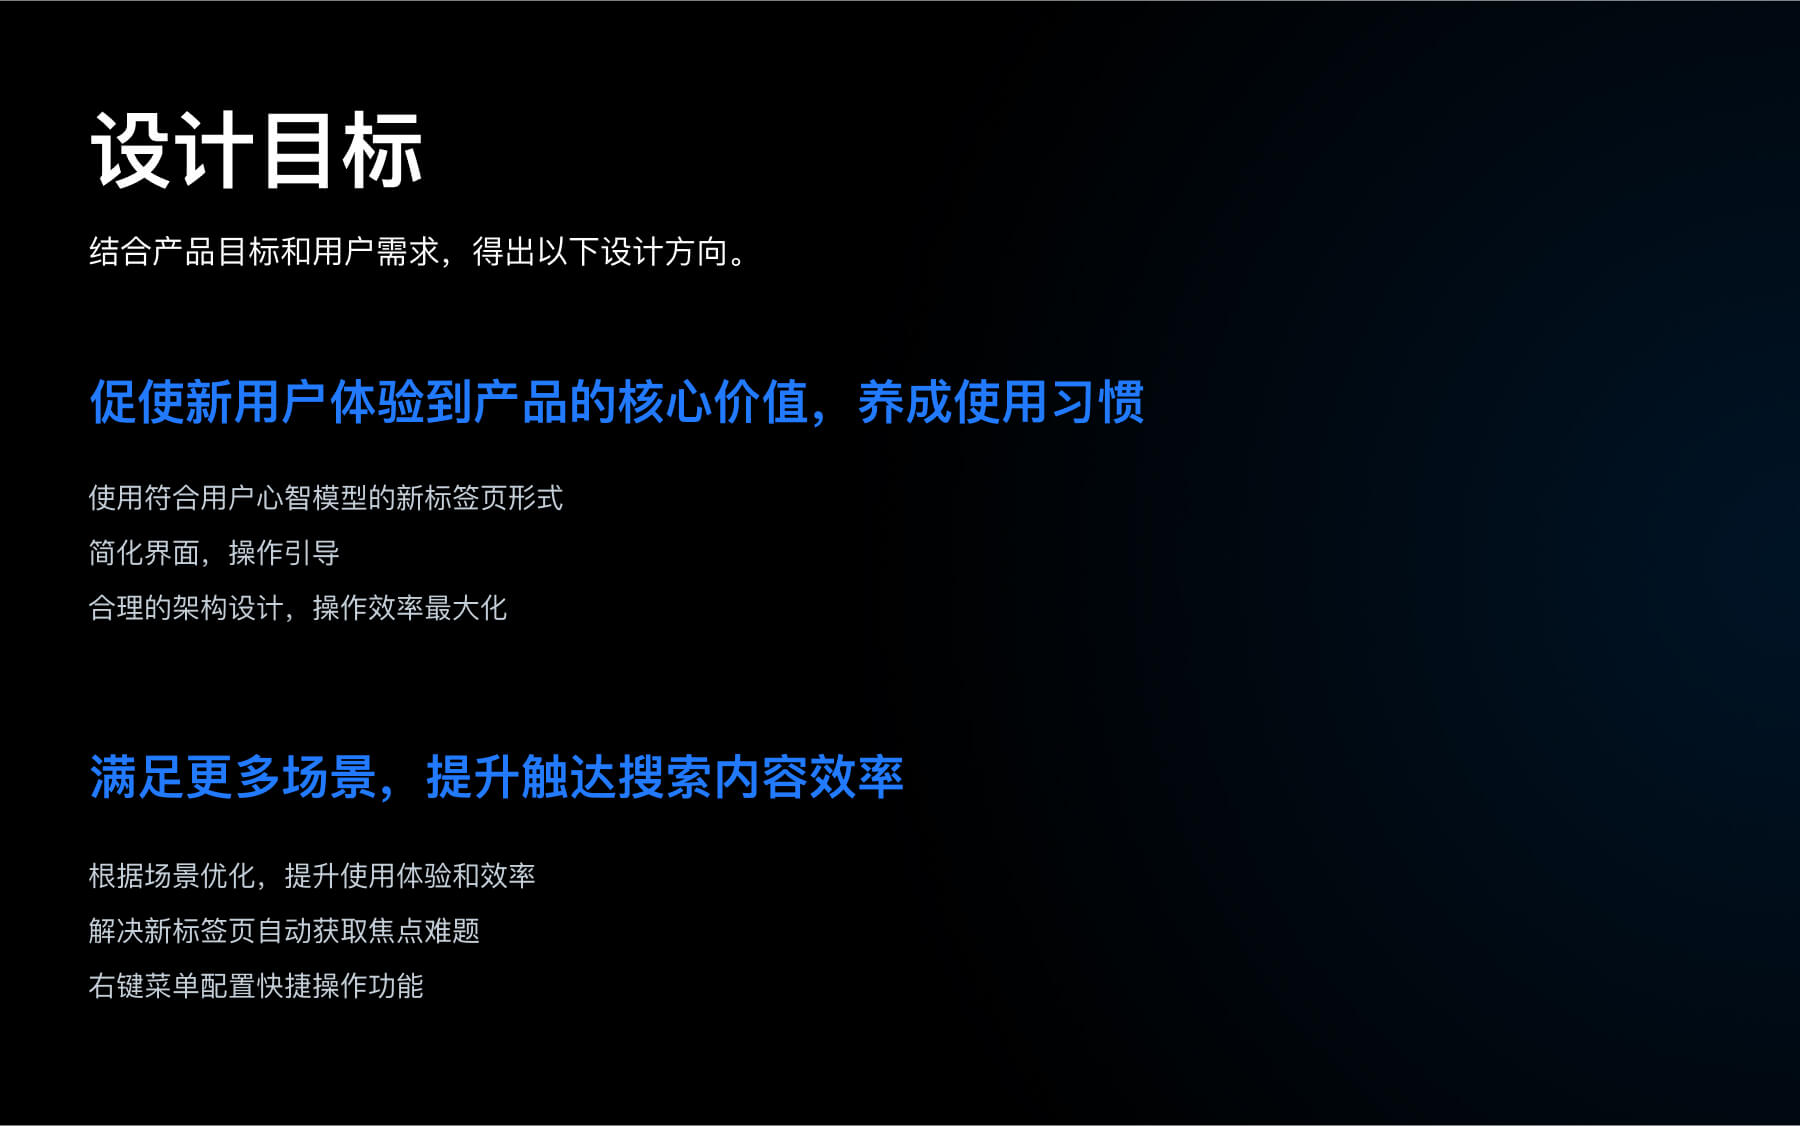 设计目标
结合产品目标和用户需求，得出以下设计方向。
促使新用户体验到产品的核心价值，养成使用习惯
使用符合用户心智模型的新标签页形式
简化界面，操作引导
合理的架构设计，操作效率最大化
满足更多场景，提升触达搜索内容效率
根据场景优化，提升使用体验和效率
解决新标签页自动获取焦点难题
右键菜单配置快捷操作功能